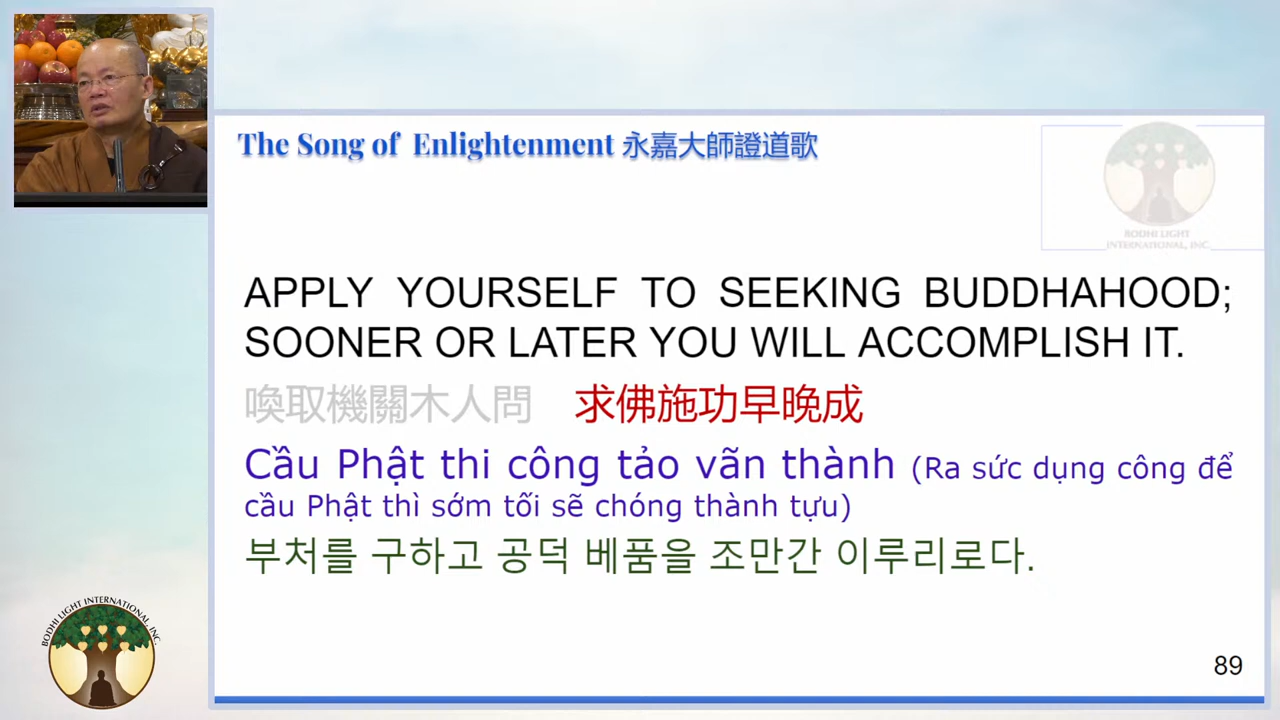 The Song of Enlightenment 永嘉大師證道歌
BODHI LIGHT
INTERNATIONAL, INC.
APPLY YOURSELF TO SEEKING BUDDHAHOOD;
SOONER OR LATER YOU WILL ACCOMPLISH IT.
喚取機關木人問 求佛施功早晚成
Cầu Phật thi công tảo vãn thành (Ra sức dụng công để
cầu Phật thì sớm tối sẽ chóng thành tựu)
부처를 구하고 공덕 베품을 조만간 이루리로다.
BODHI LIGHT INTERNATIONAL, INC.
89